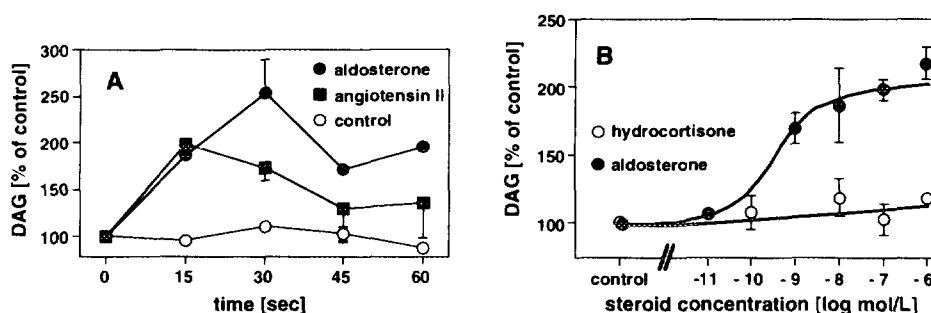 A
DAG [% of control]
300
250
200
150
100
aldosterone
angiotensin II
control
0 15 30 45 60
time [sec]
B
DAG [% of control]
250
200
150
100
hydrocortisone
aldosterone
control - 11 - 10 - 9 - 8 - 7 - 6
steroid concentration [log mol/L]